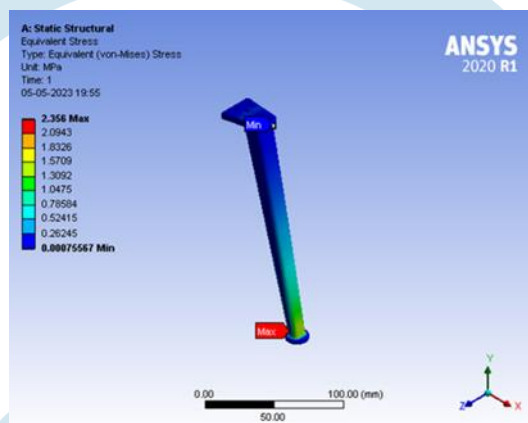 A: Static Structural
Equivalent Stress
Type: Equivalent (von-Mises) Stress
Unit: MPa
Time: 1
05-05-2023 19:55
2.356 Max
2.0943
1.8326
1.5709
1.3092
1.0475
0.78584
0.52415
0.26245
0.00075567 Min
ANSYS
2020 R1
Min
Max
0.00
100.00 (mm)
50.00
Y
Z
X